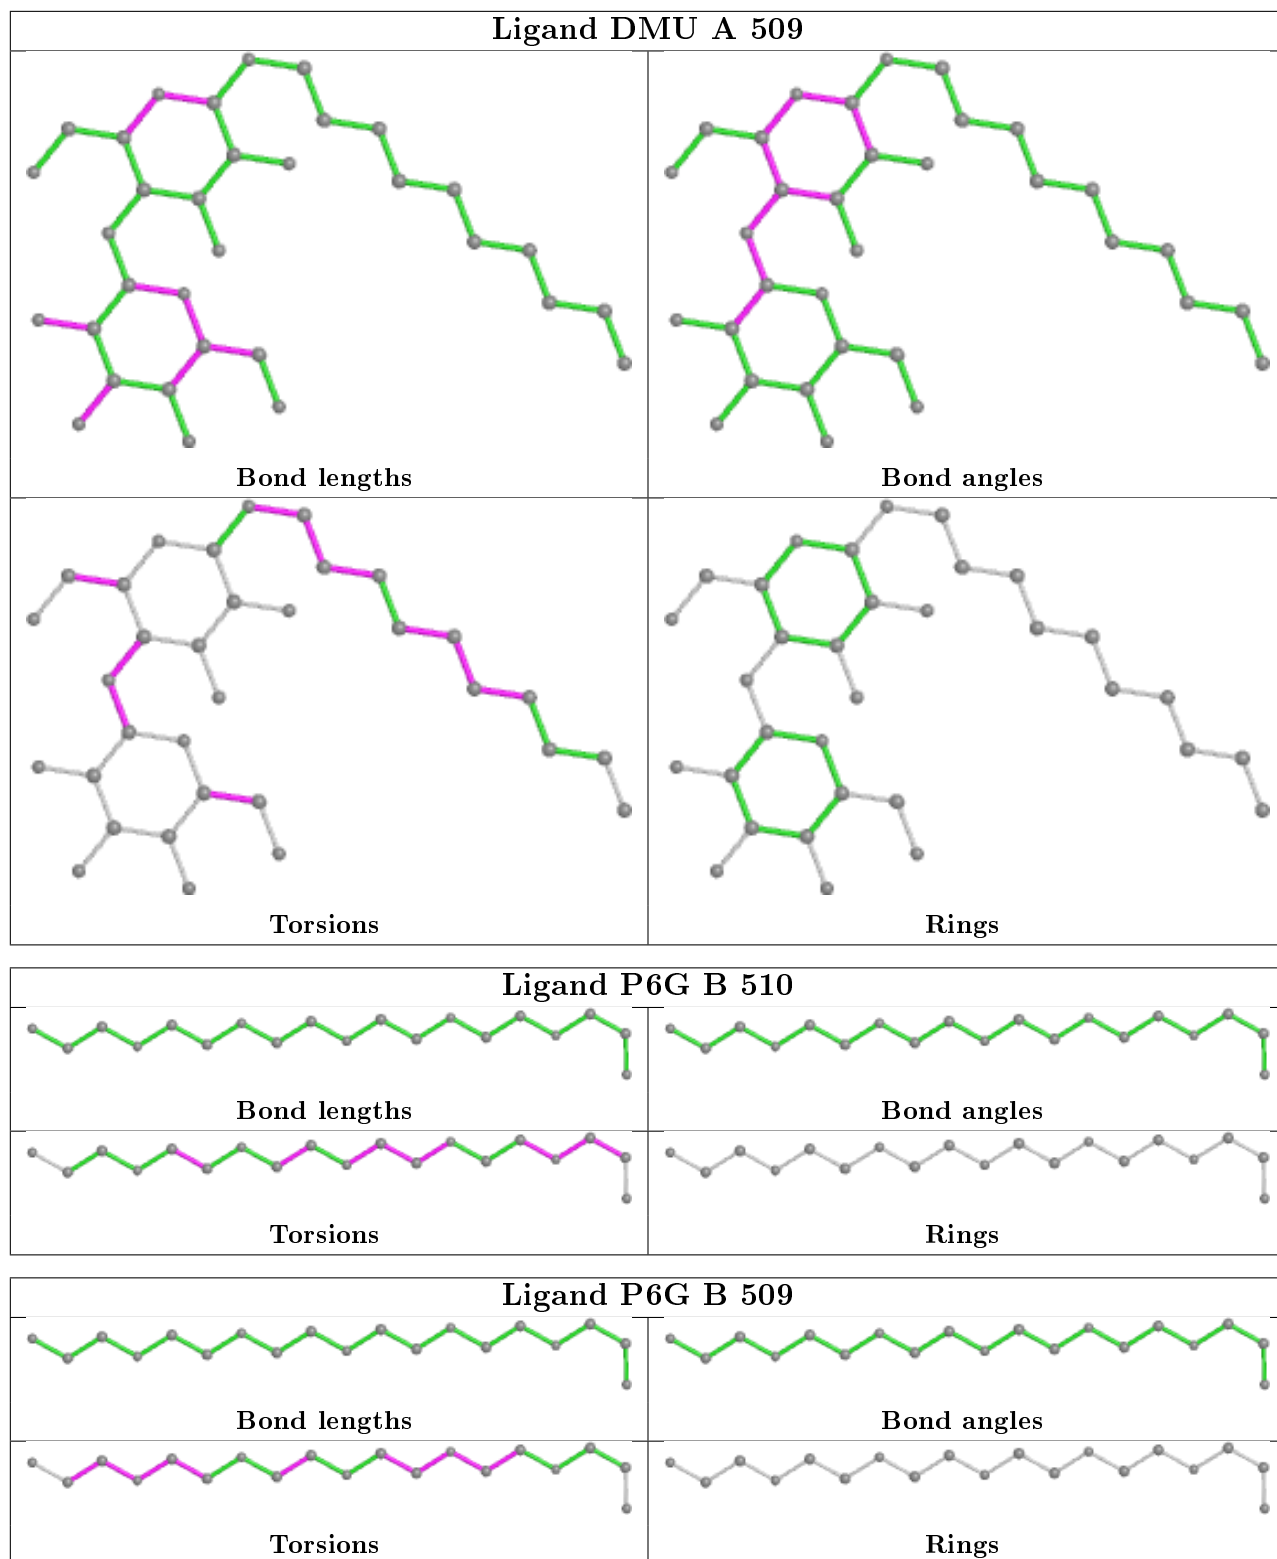 Ligand DMU A 509
Bond lengths
Bond angles
Torsions
Rings
Ligand P6G B 510
Bond lengths
Bond angles
Torsions
Rings
Ligand P6G B 509
Bond lengths
Bond angles
Torsions
Rings